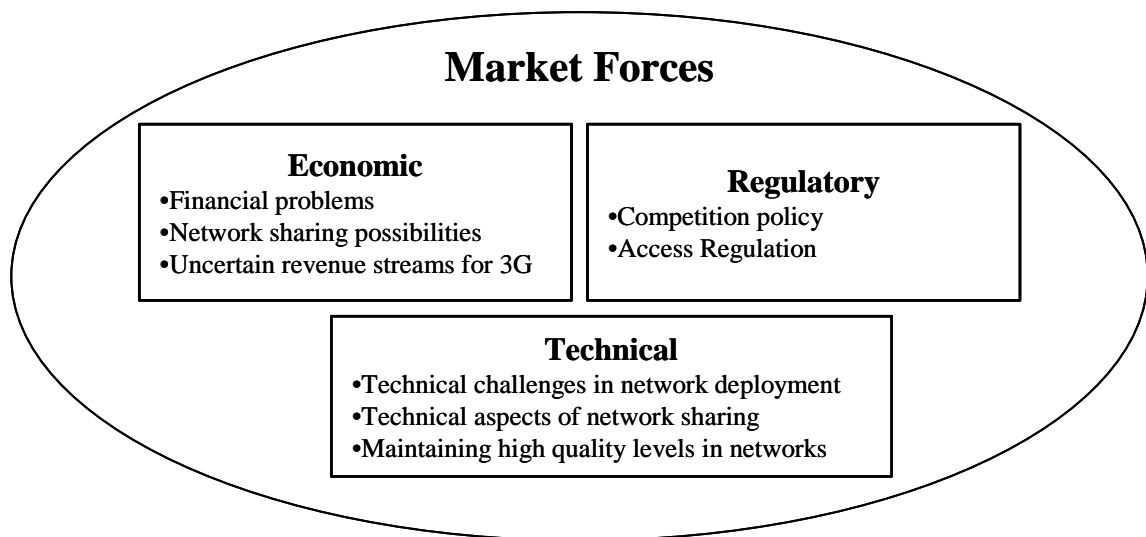 Market Forces
Economic
•Financial problems
•Network sharing possibilities
•Uncertain revenue streams for 3G
Regulatory
•Competition policy
•Access Regulation
Technical
•Technical challenges in network deployment
•Technical aspects of network sharing
•Maintaining high quality levels in networks